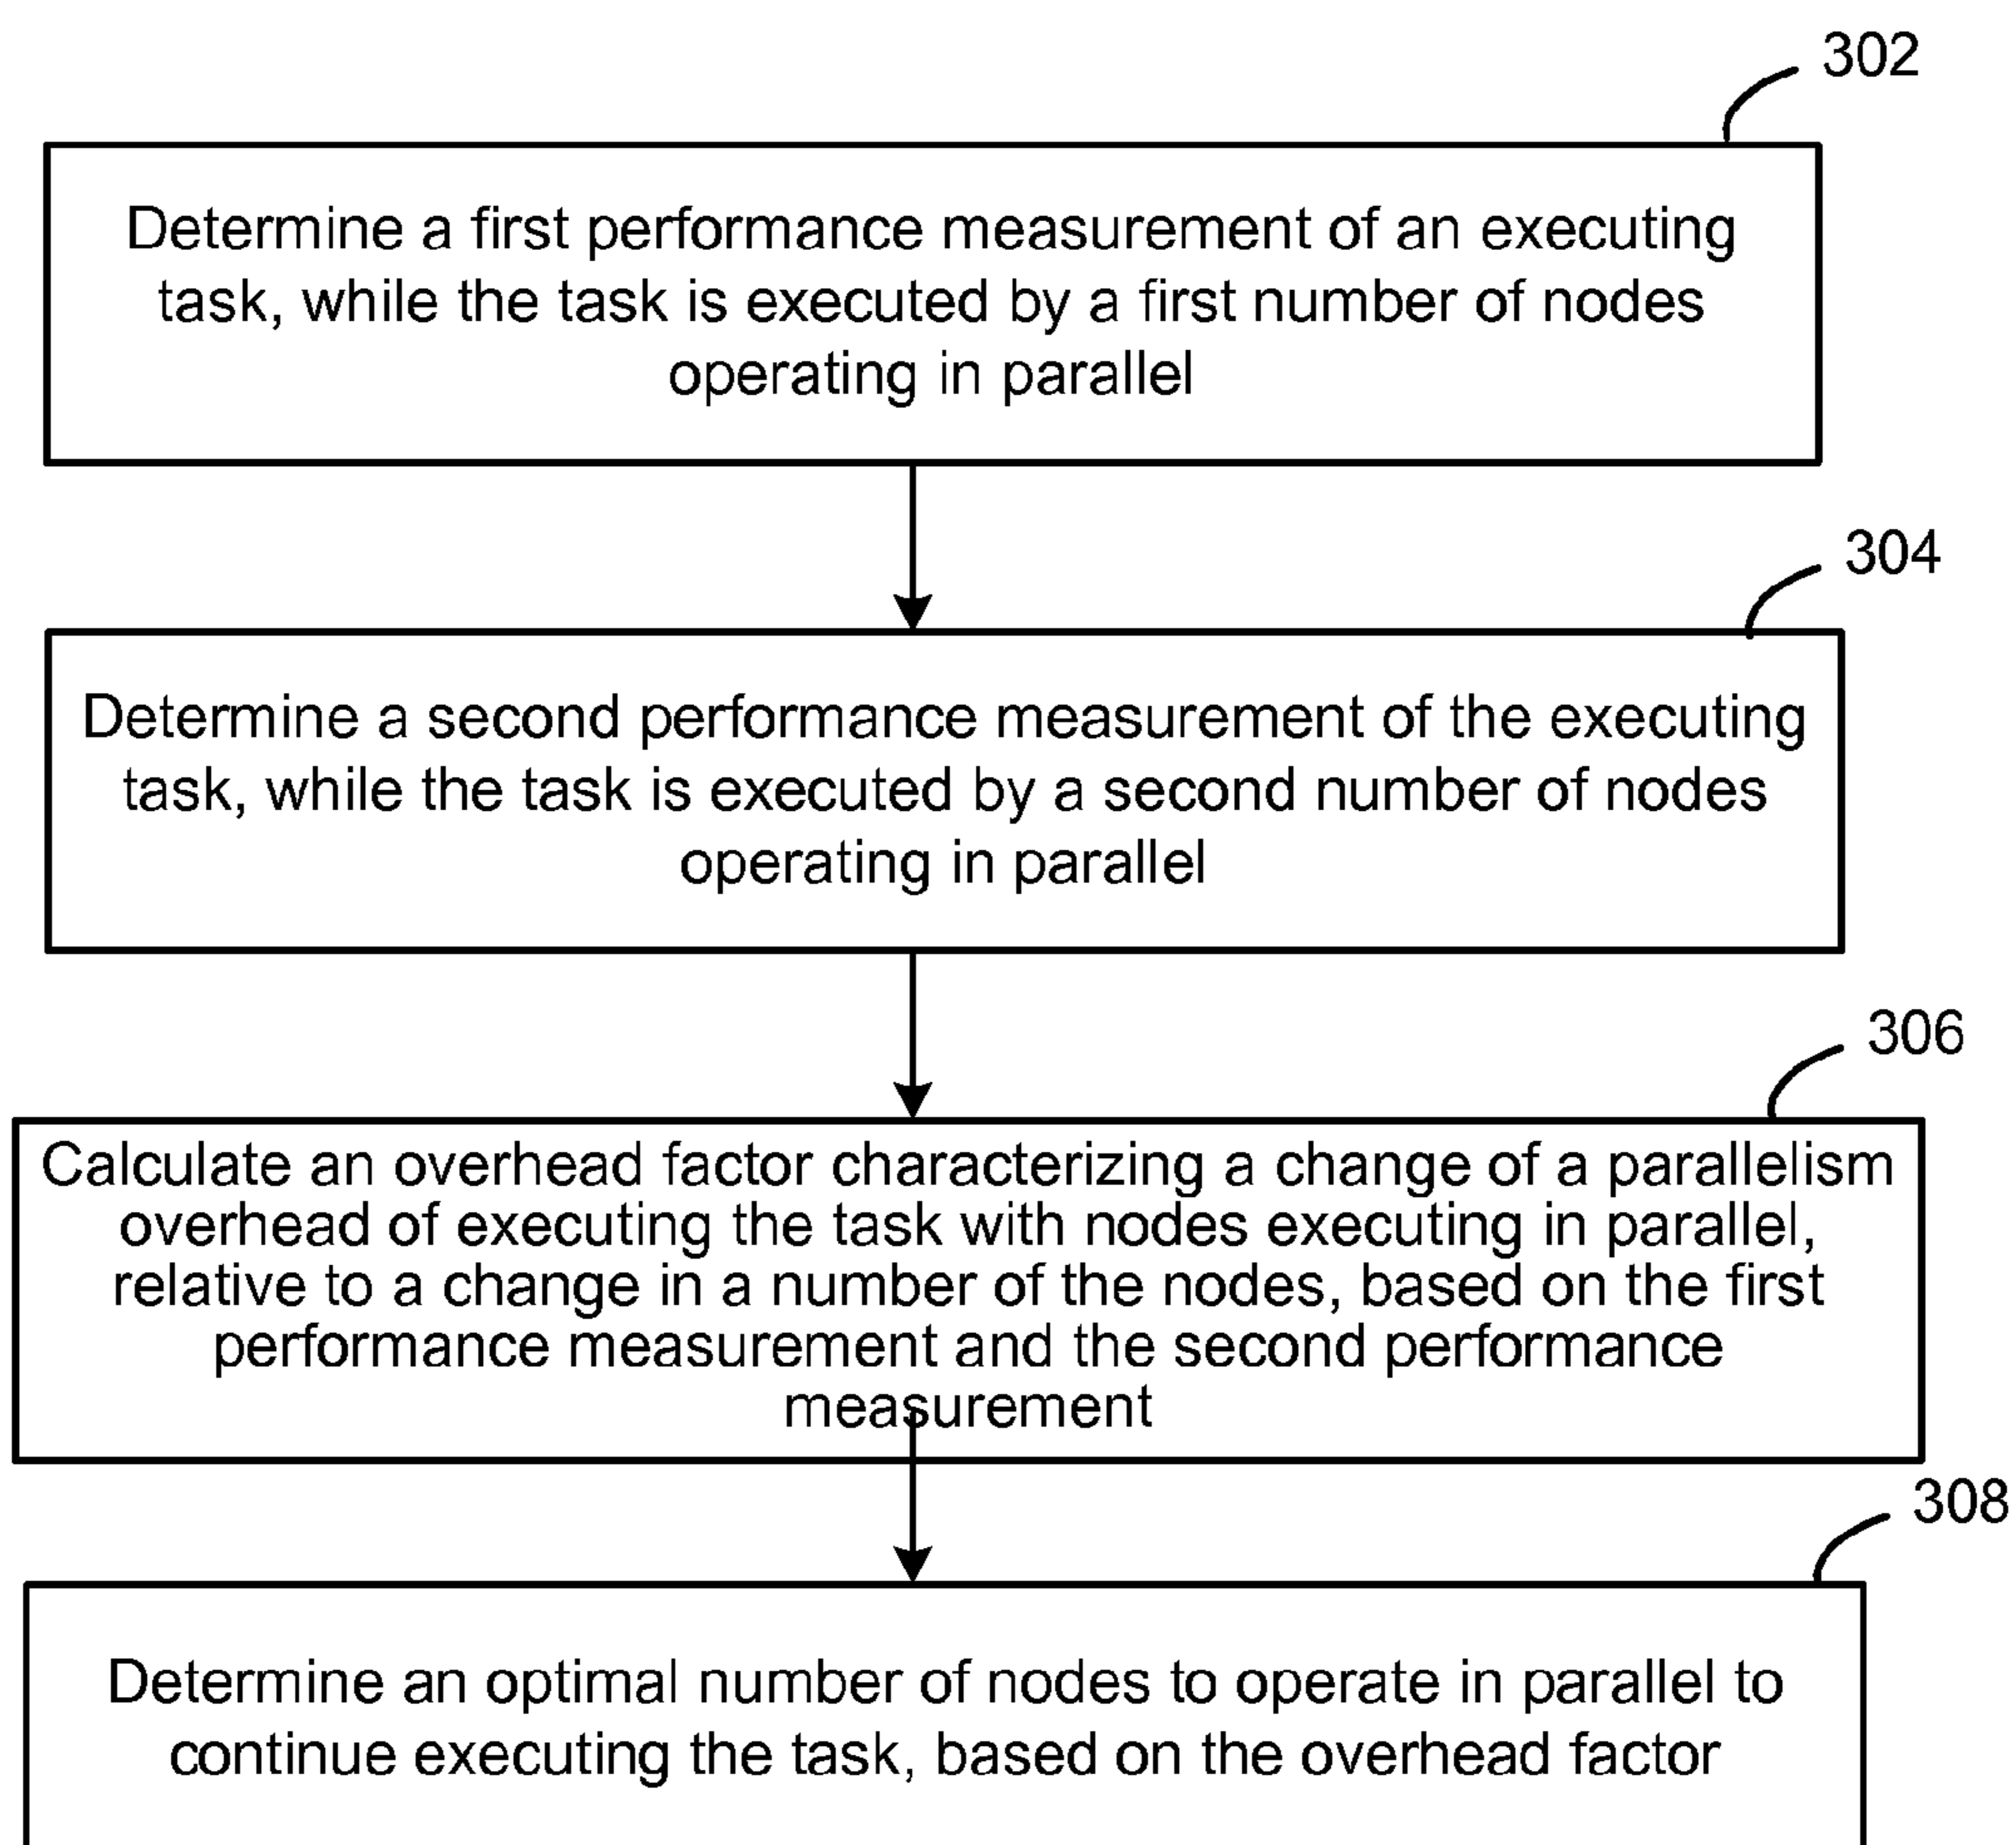 302
Determine a first performance measurement of an executing
task, while the task is executed by a first number of nodes
operating in parallel
304
Determine a second performance measurement of the executing
task, while the task is executed by a second number of nodes
operating in parallel
306
Calculate an overhead factor characterizing a change of a parallelism
overhead of executing the task with nodes executing in parallel,
relative to a change in a number of the nodes, based on the first
performance measurement and the second performance
measurement
308
Determine an optimal number of nodes to operate in parallel to
continue executing the task, based on the overhead factor